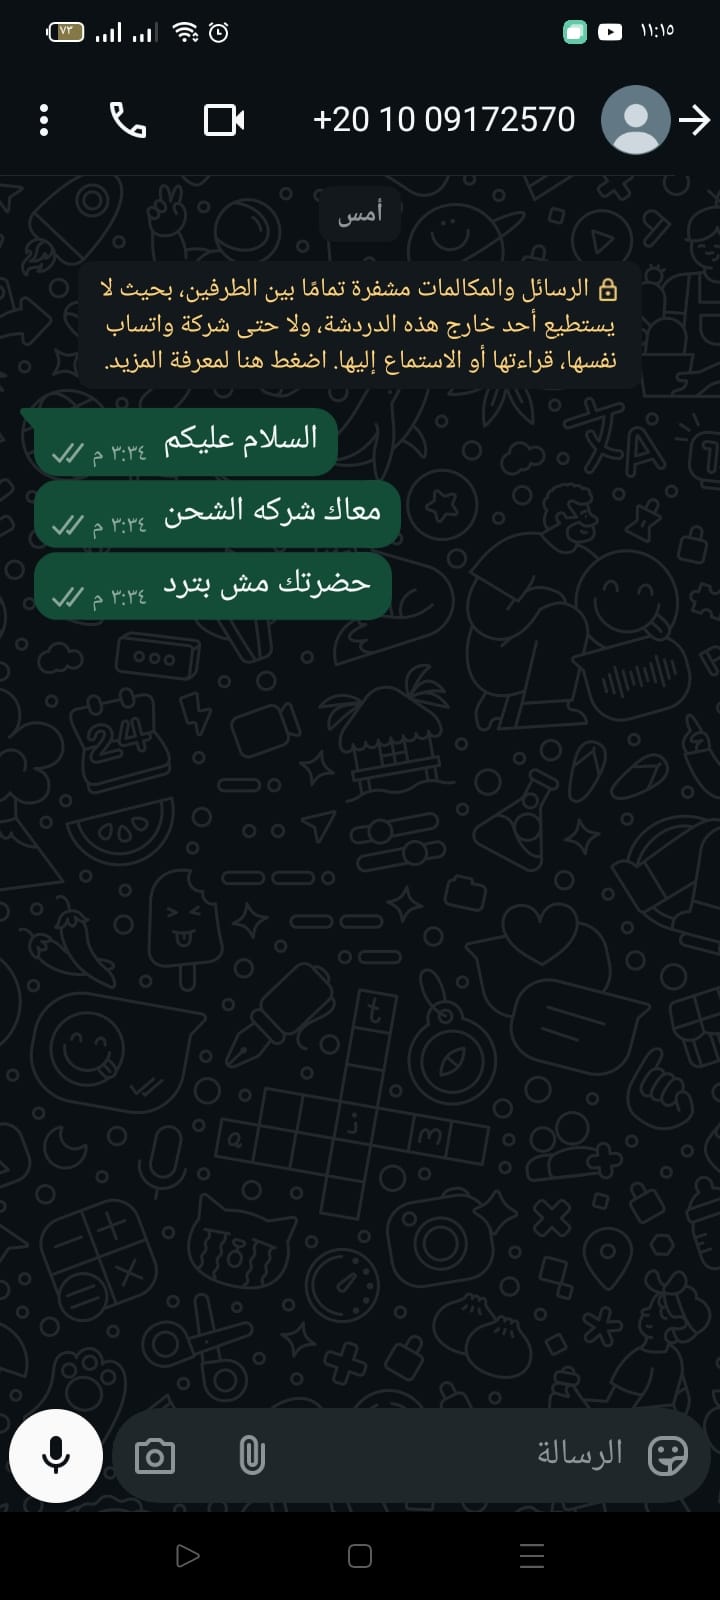 ٧٣
١١:١٥
+20 10 09172570
أمس
الرسائل والمكالمات مشفرة تمامًا بين الطرفين، بحيث لا
يستطيع أحد خارج هذه الدردشة، ولا حتى شركة واتساب
نفسها، قراءتها أو الاستماع إليها. اضغط هنا لمعرفة المزيد.
السلام عليكم
٣:٣٤ م
معاك شركه الشحن
٣:٣٤ م
حضرتك مش بترد
٣:٣٤ م
الرسالة